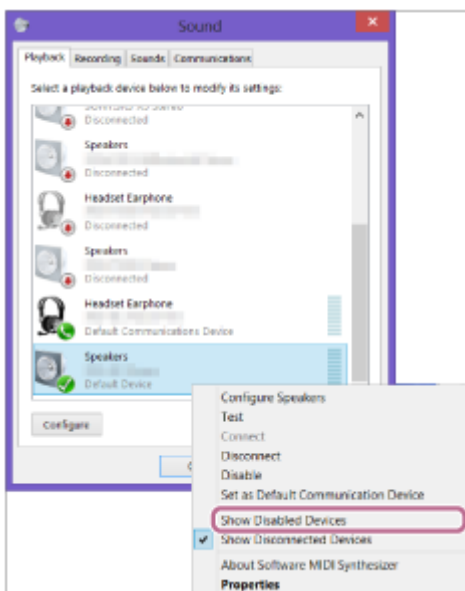 Sound
Playback Recording Sounds Communications
Select a playback device below to modify its settings:
Disconnected
Speakers
Disconnected
Headset Earphone
Disconnected
Speakers
Disconnected
Headset Earphone
Default Communications Device
Speakers
Default Device
Configure
Configure Speakers
Test
Connect
Disconnect
Disable
Set as Default Communication Device
Show Disabled Devices
Show Disconnected Devices
About Software MIDI Synthesizer
Properties